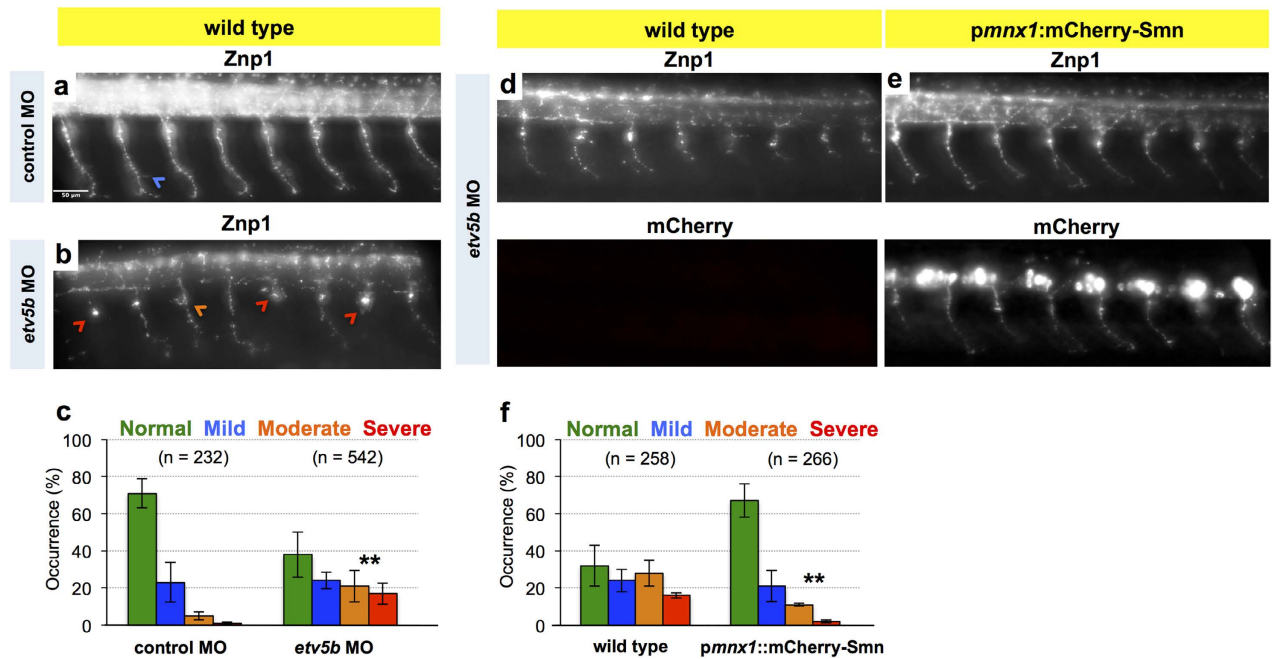 wild type
Znp1
a
control MO
50 µm
Znp1
b
etv5b MO
c
Normal Mild Moderate Severe
(n = 232) (n = 542)
**
Occurrence (%)
100
80
60
40
20
0
control MO etv5b MO
wild type pmnx1:mCherry-Smn
Znp1 Znp1
d e
etv5b MO
mCherry mCherry
f
Normal Mild Moderate Severe
(n = 258) (n = 266)
**
Occurrence (%)
100
80
60
40
20
0
wild type pmnx1::mCherry-Smn